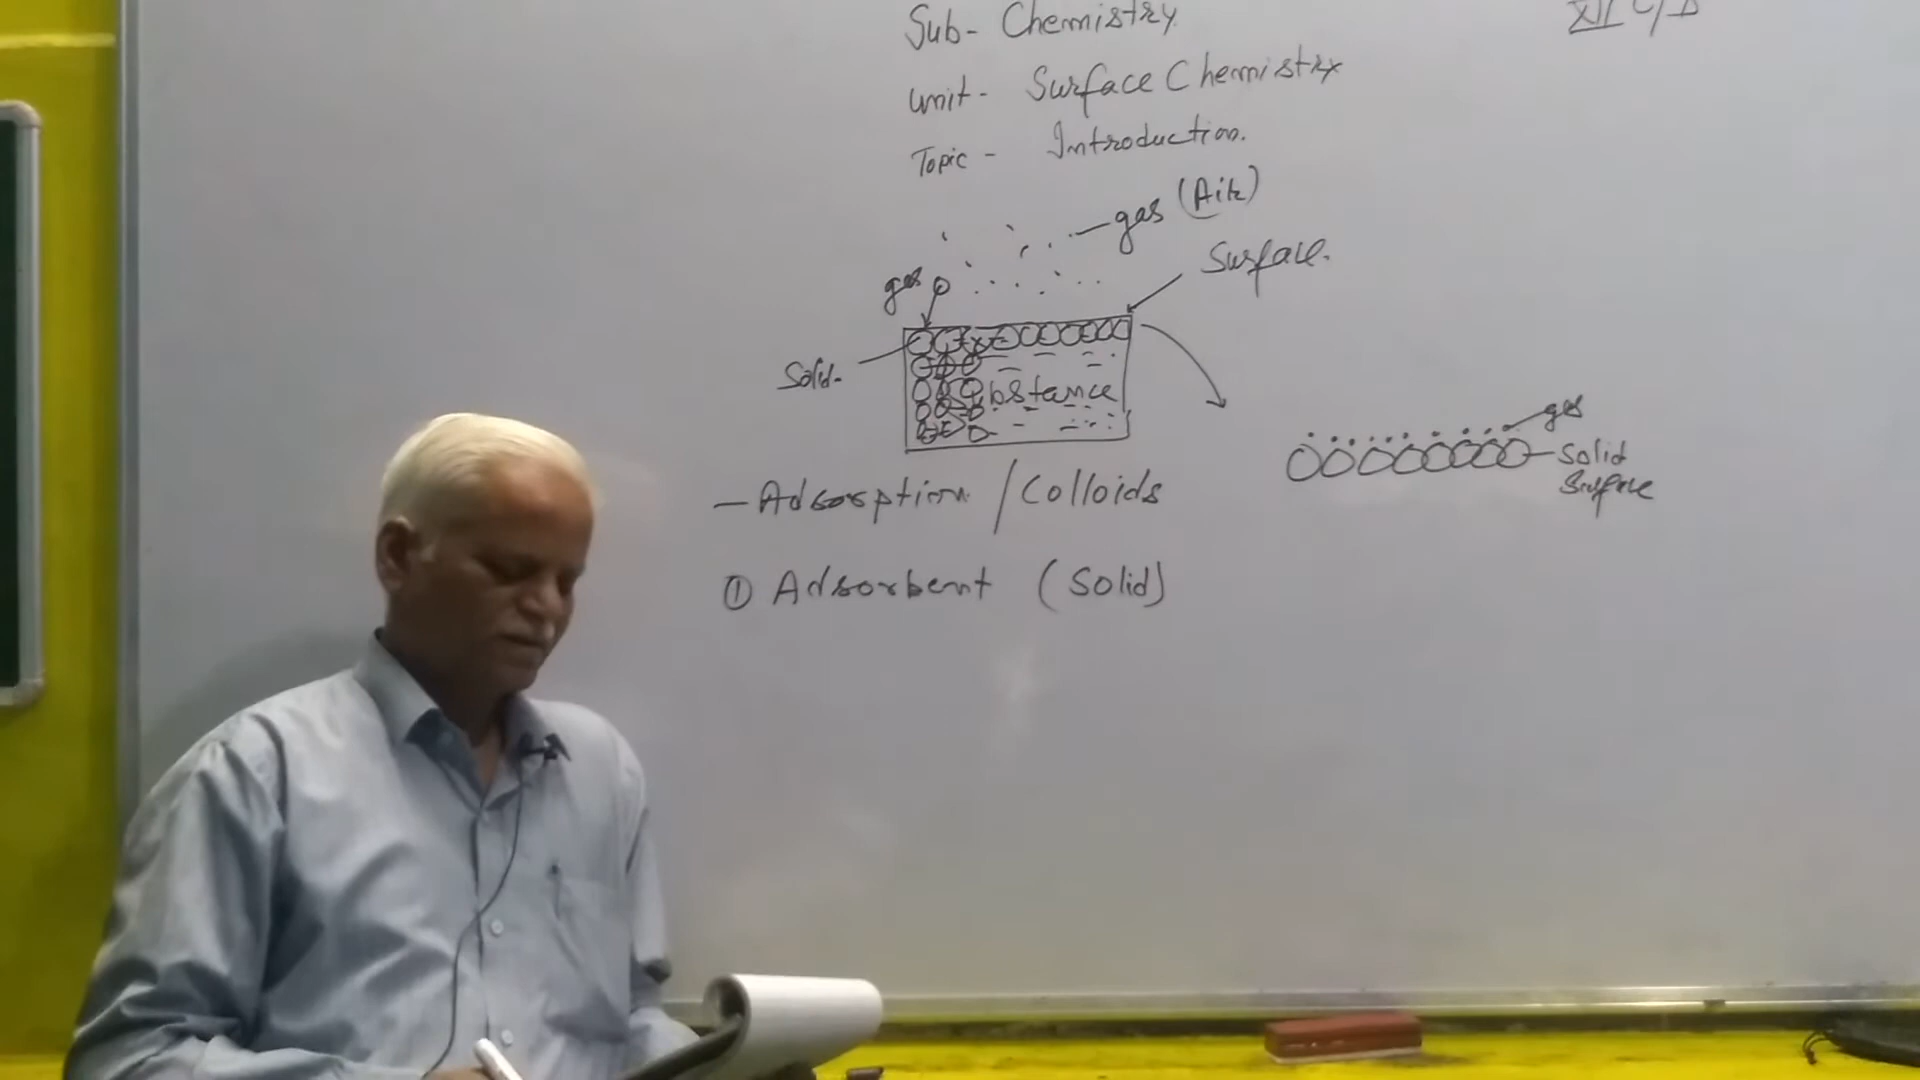 Sub- Chemistry
XII C/D
Unit- Surface Chemistry
Topic - Introduction.
gas (Air)
Surface.
gas
Solid.
Substance
gas
Solid
Surface
- Adsorption / Colloids
① Adsorbent (Solid)